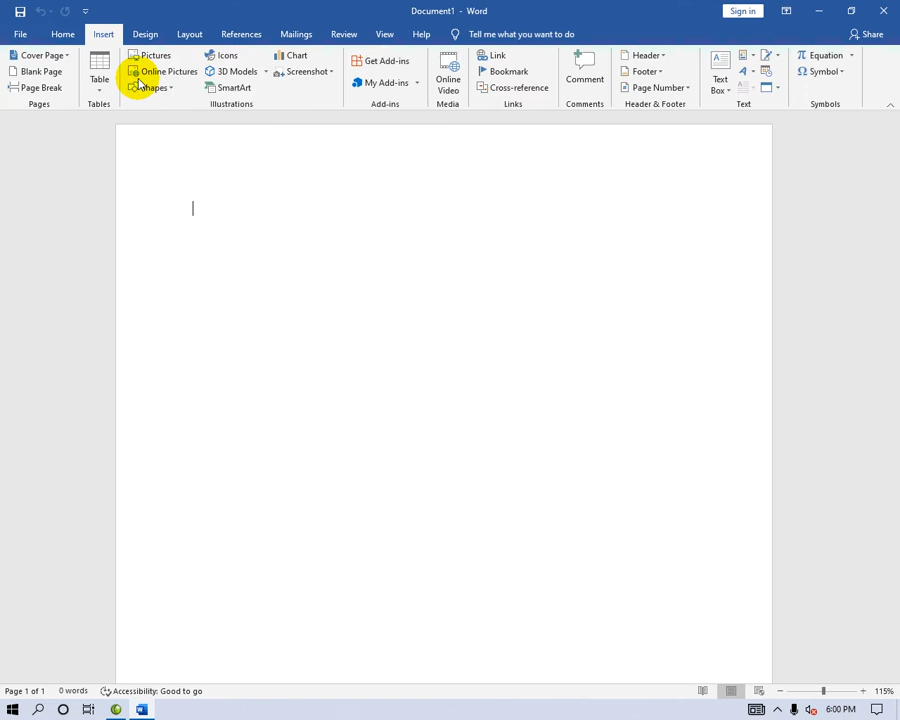 Document1 - Word
Sign in
File Home Insert Design Layout References Mailings Review View Help Tell me what you want to do Share
Cover Page
Blank Page
Page Break
Pages
Table
Tables
Pictures
Online Pictures
Shapes
Icons
3D Models
SmartArt
Chart
Screenshot
Illustrations
Get Add-ins
My Add-ins
Add-ins
Online
Video
Media
Link
Bookmark
Cross-reference
Links
Comment
Comments
Header
Footer
Page Number
Header & Footer
Text
Box
Text
Equation
Symbol
Symbols
Page 1 of 1 0 words Accessibility: Good to go 115%
6:00 PM